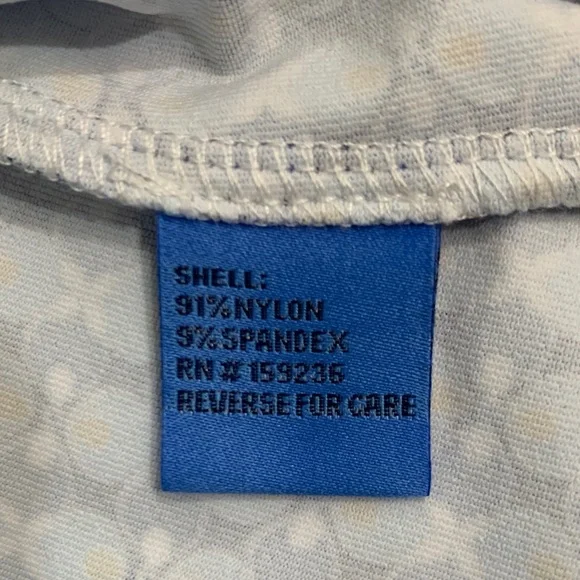 SHELL:
91% NYLON
9% SPANDEX
RN # 159236
REVERSE FOR CARE